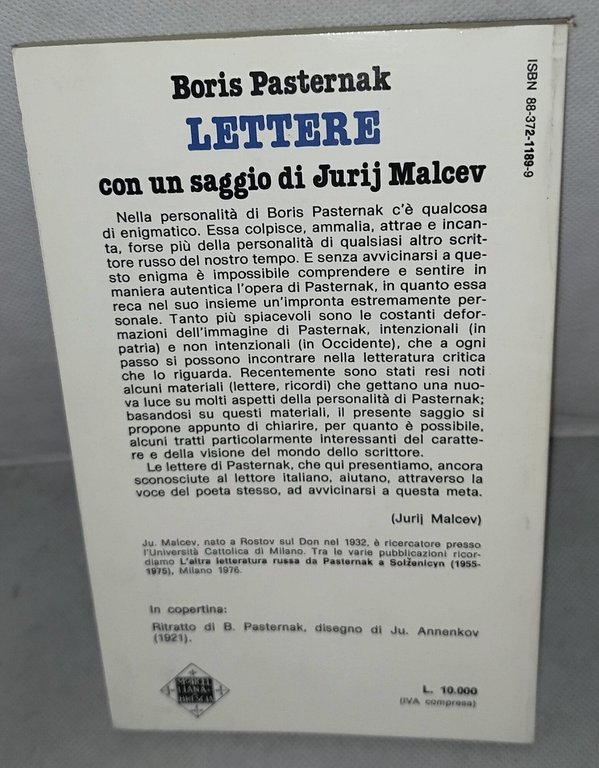 Boris Pasternak
LETTERE
con un saggio di Jurij Malcev
Nella personalità di Boris Pasternak c'è qualcosa
di enigmatico. Essa colpisce, ammalia, attrae e incan-
ta, forse più della personalità di qualsiasi altro scrit-
tore russo del nostro tempo. E senza avvicinarsi a que-
sto enigma è impossibile comprendere e sentire in
maniera autentica l'opera di Pasternak, in quanto essa
reca nel suo insieme un'impronta estremamente per-
sonale. Tanto più spiacevoli sono le costanti defor-
mazioni dell'immagine di Pasternak, intenzionali (in
patria) e non intenzionali (in Occidente), che a ogni
passo si possono incontrare nella letteratura critica
che lo riguarda. Recentemente sono stati resi noti
alcuni materiali (lettere, ricordi) che gettano una nuo-
va luce su molti aspetti della personalità di Pasternak;
basandosi su questi materiali, il presente saggio si
propone appunto di chiarire, per quanto è possibile,
alcuni tratti particolarmente interessanti del caratte-
re e della visione del mondo dello scrittore.
Le lettere di Pasternak, che qui presentiamo, ancora
sconosciute al lettore italiano, aiutano, attraverso la
voce del poeta stesso, ad avvicinarsi a questa meta.
(Jurij Malcev)
Ju. Malcev, nato a Rostov sul Don nel 1932, è ricercatore presso
l'Università Cattolica di Milano. Tra le varie pubblicazioni ricor-
diamo L'altra letteratura russa da Pasternak a Solženicyn (1955-
1975), Milano 1976.
In copertina:
Ritratto di B. Pasternak, disegno di Ju. Annenkov
(1921).
MORCEL
LIANA
BRESCIA
L. 10.000
(IVA compresa)
ISBN 88-372-1189-9